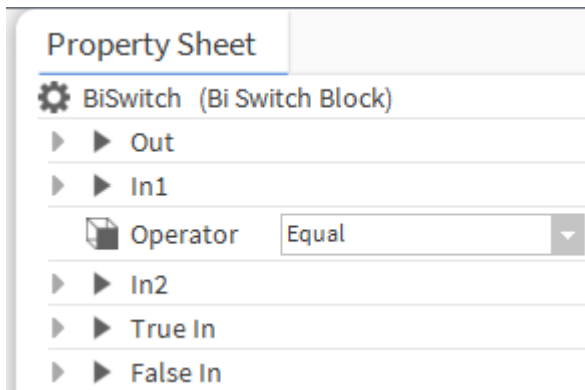 Property Sheet
BiSwitch (Bi Switch Block)
Out
In1
Operator Equal
In2
True In
False In